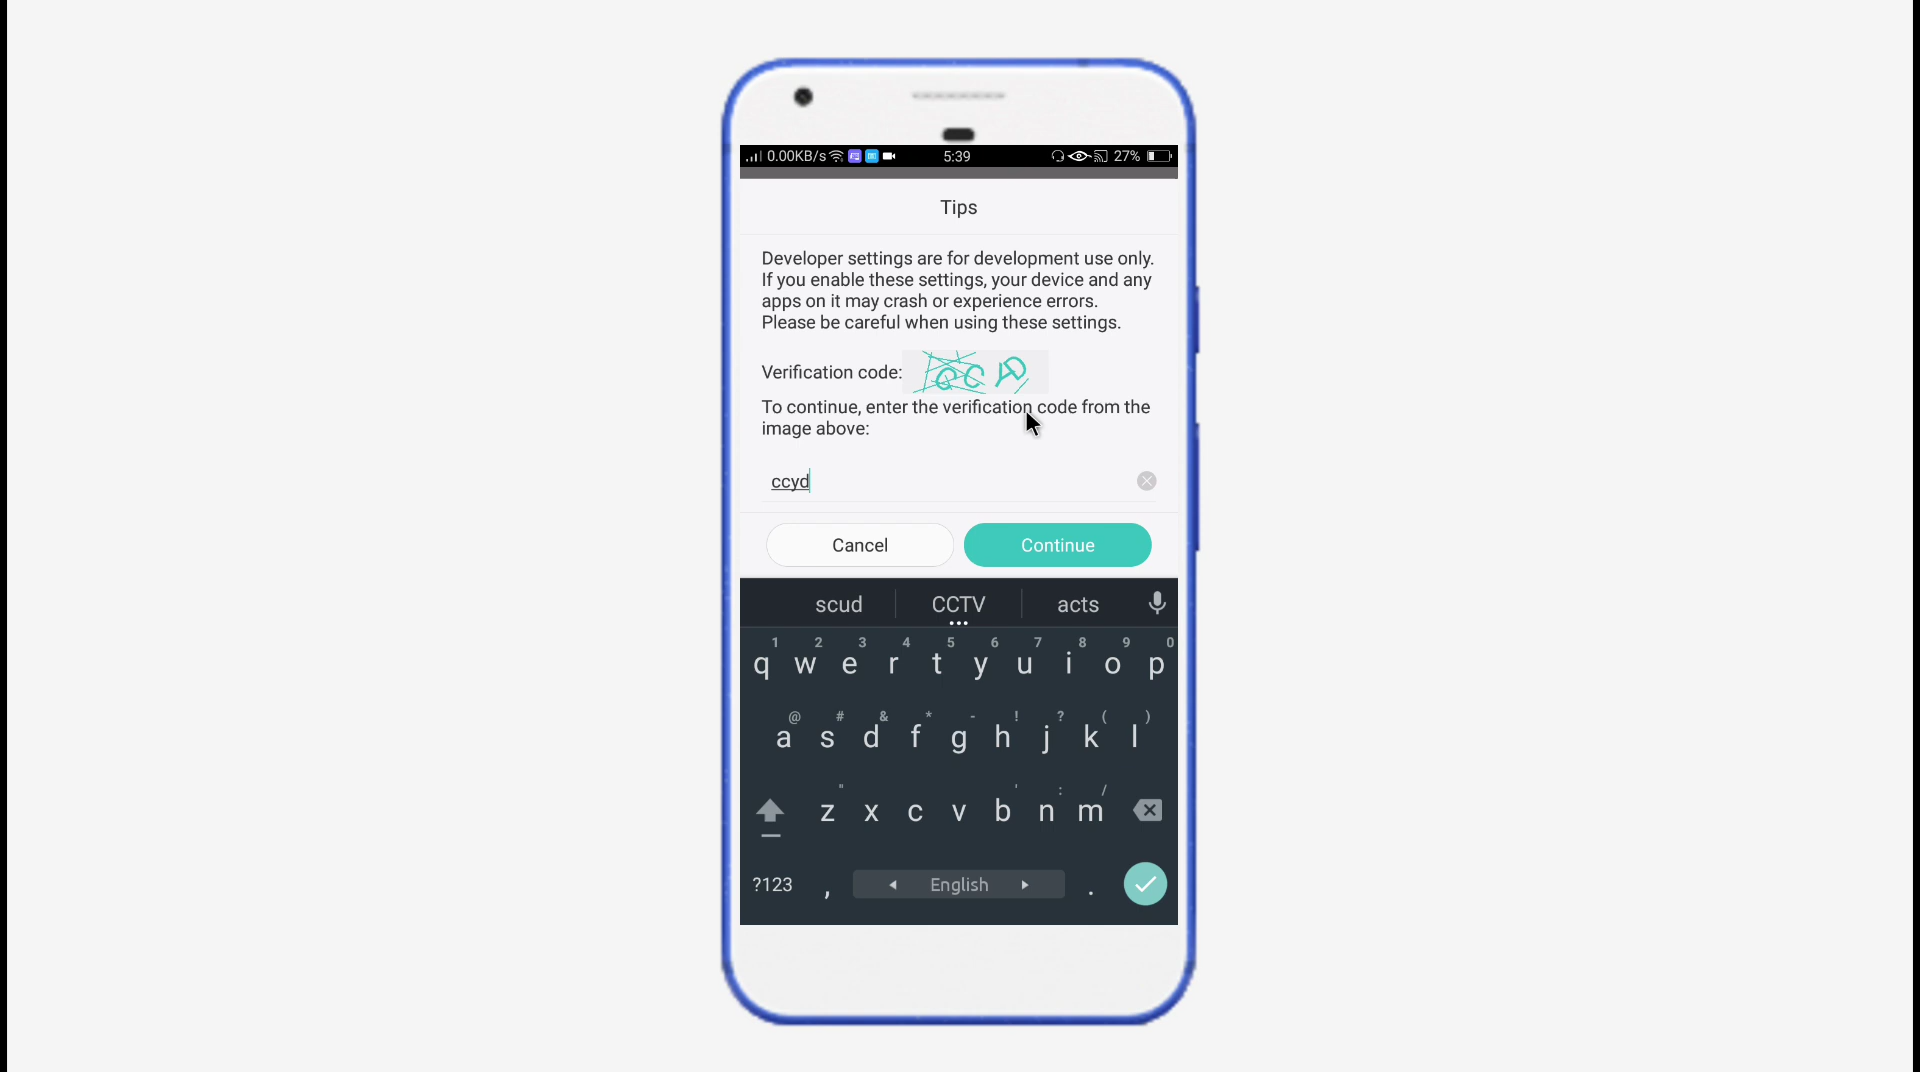 0.00KB/s 5:39 27%
Tips
Developer settings are for development use only.
If you enable these settings, your device and any
apps on it may crash or experience errors.
Please be careful when using these settings.
Verification code:
To continue, enter the verification code from the
image above:
ccyd
Cancel Continue
scud CCTV acts
1 2 3 4 5 6 7 8 9 0
q w e r t y u i o p
@ # & * - ! ? ( )
a s d f g h j k l
" ' : /
z x c v b n m
?123 , English .